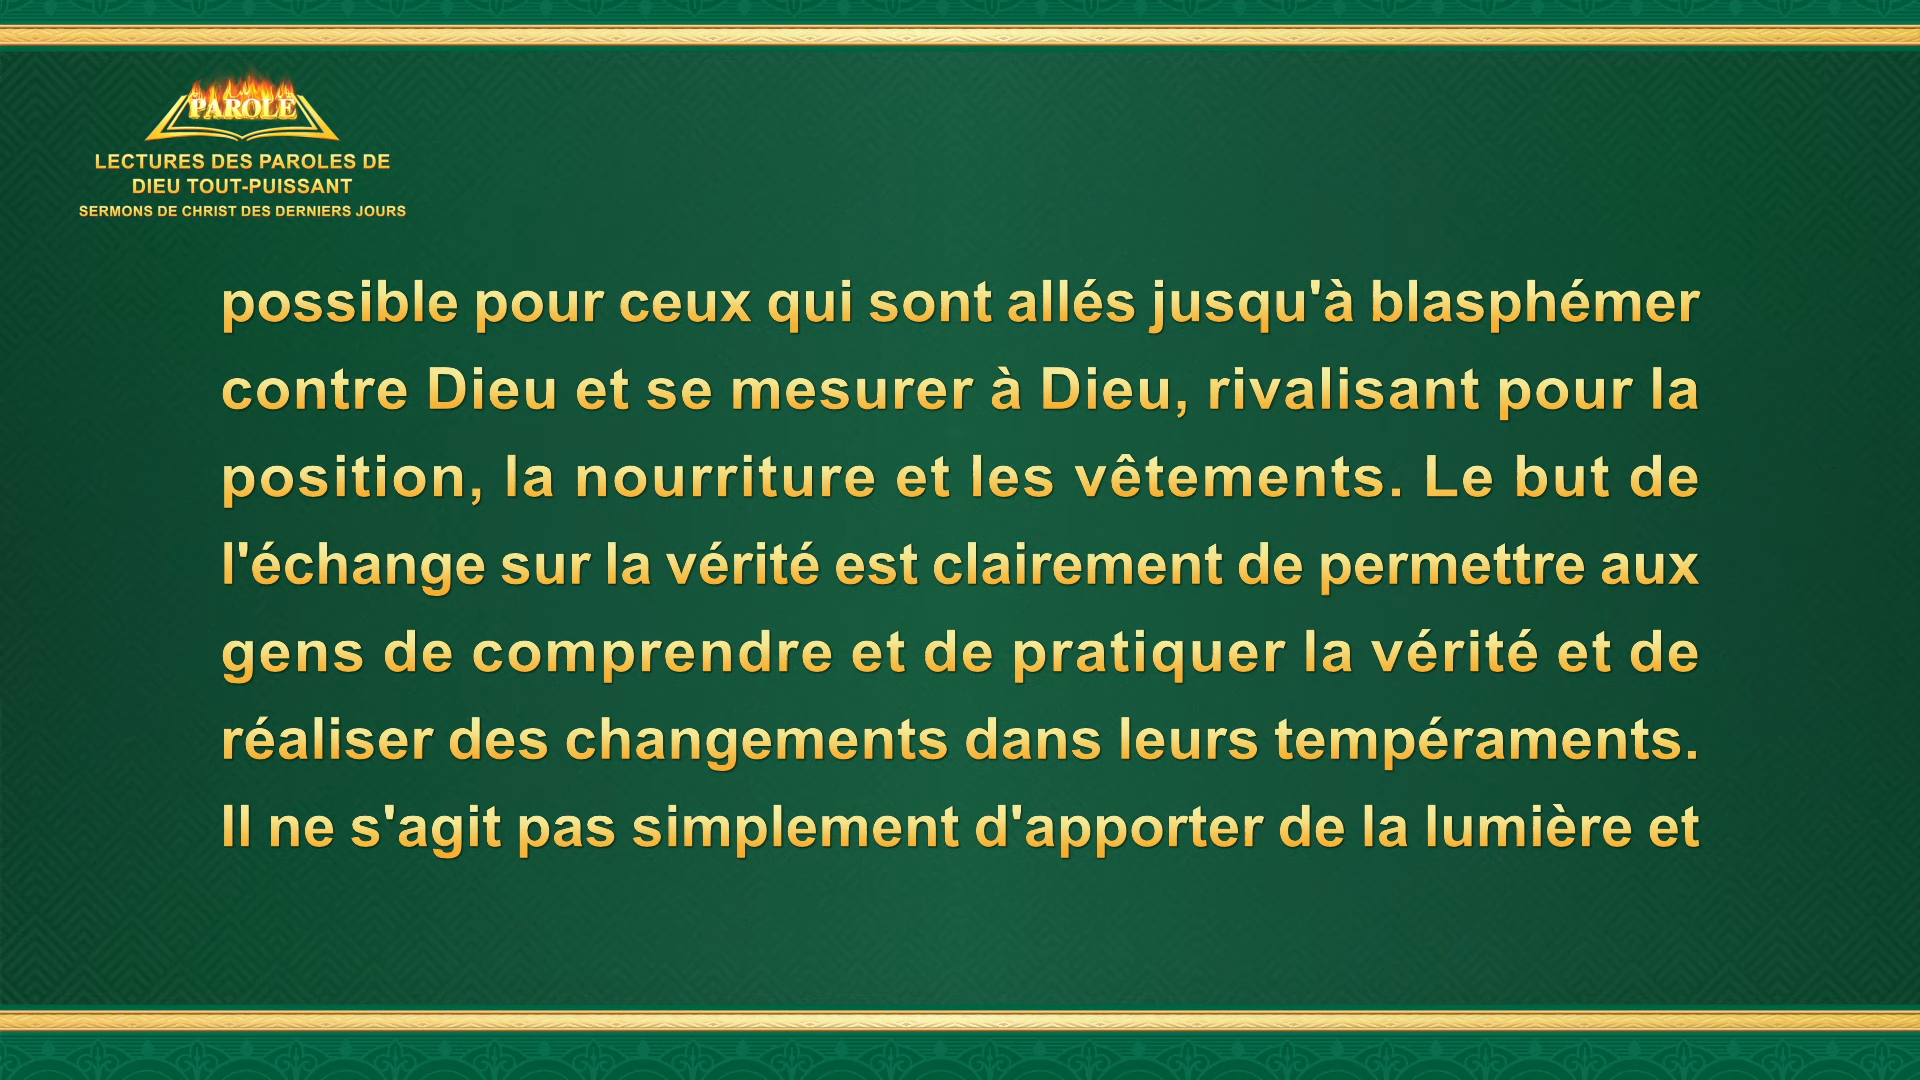 PAROLE
LECTURES DES PAROLES DE
DIEU TOUT-PUISSANT
SERMONS DE CHRIST DES DERNIERS JOURS
possible pour ceux qui sont allés jusqu'à blasphémer
contre Dieu et se mesurer à Dieu, rivalisant pour la
position, la nourriture et les vêtements. Le but de
l'échange sur la vérité est clairement de permettre aux
gens de comprendre et de pratiquer la vérité et de
réaliser des changements dans leurs tempéraments.
Il ne s'agit pas simplement d'apporter de la lumière et